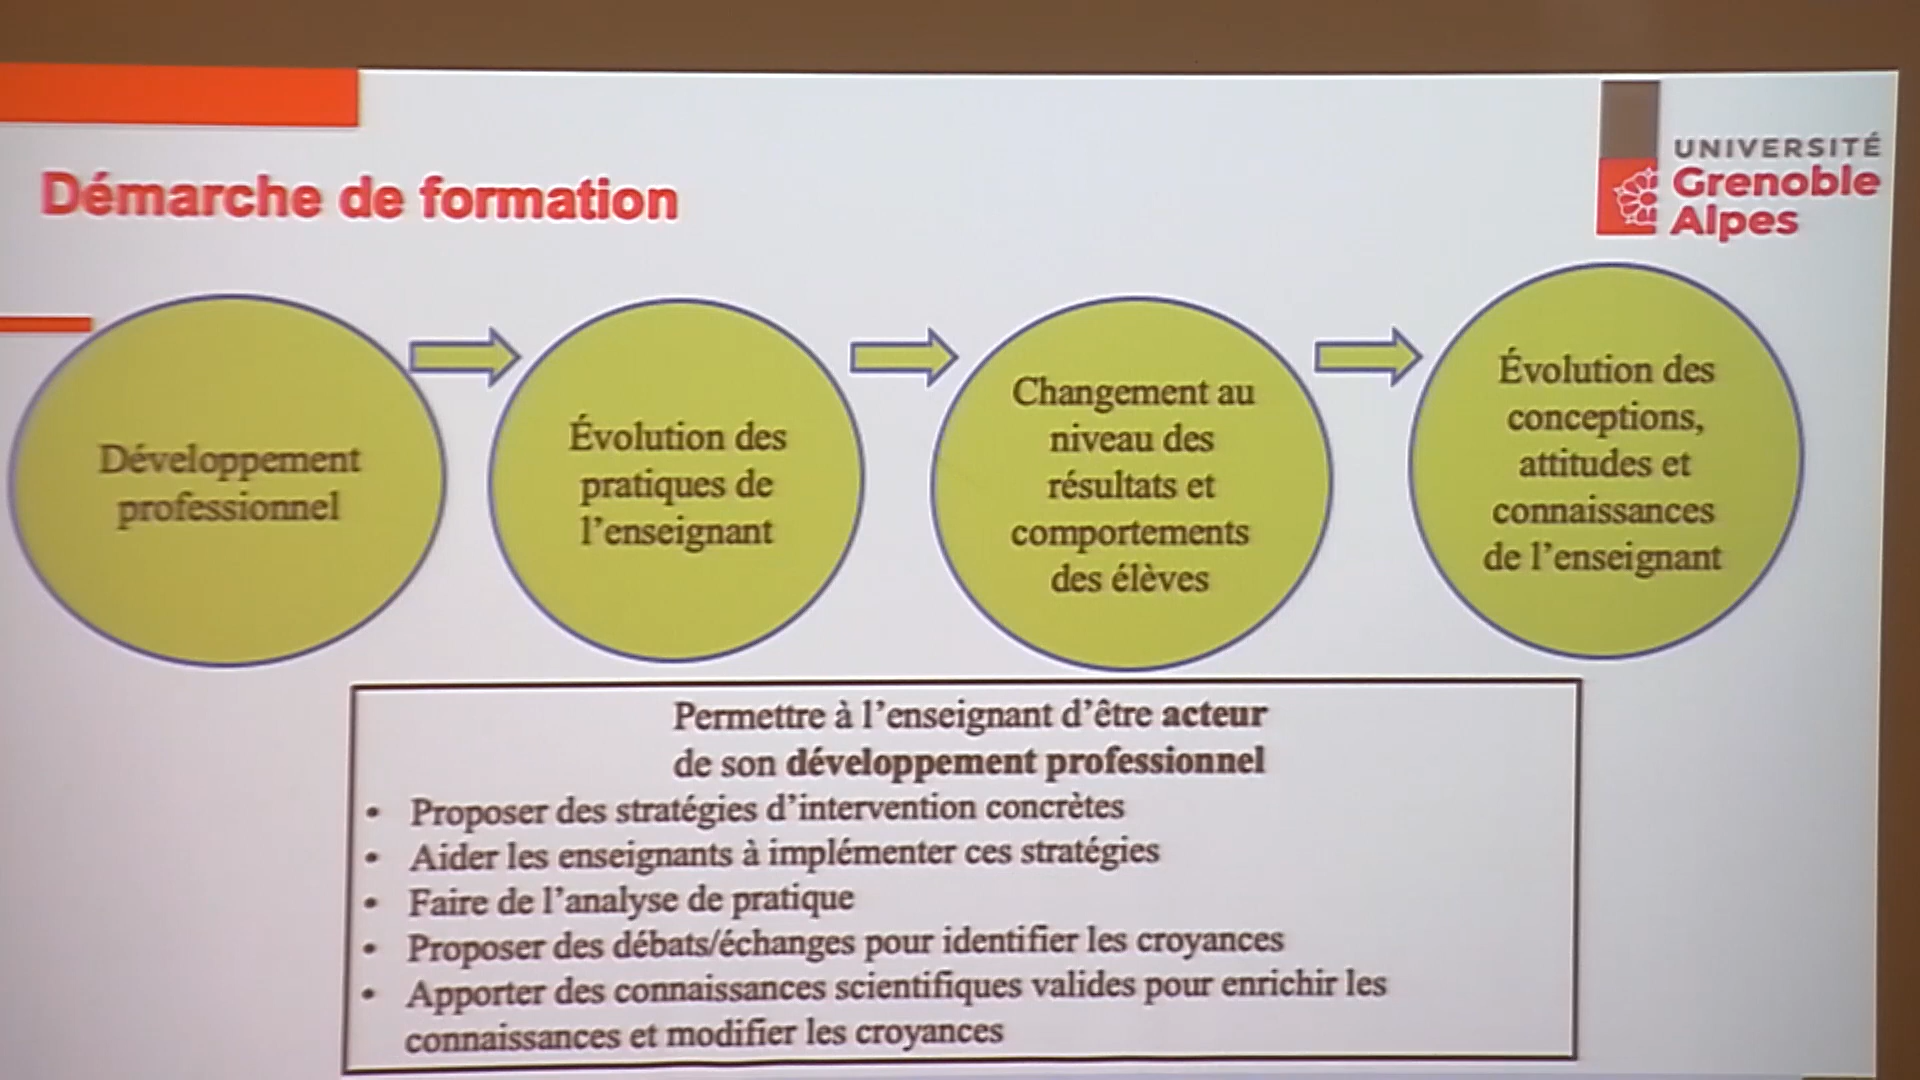 UNIVERSITÉ
Grenoble
Alpes
Démarche de formation
Développement
professionnel
Évolution des
pratiques de
l’enseignant
Changement au
niveau des
résultats et
comportements
des élèves
Évolution des
conceptions,
attitudes et
connaissances
de l’enseignant
Permettre à l’enseignant d’être acteur
de son développement professionnel
• Proposer des stratégies d’intervention concrètes
• Aider les enseignants à implémenter ces stratégies
• Faire de l’analyse de pratique
• Proposer des débats/échanges pour identifier les croyances
• Apporter des connaissances scientifiques valides pour enrichir les
connaissances et modifier les croyances